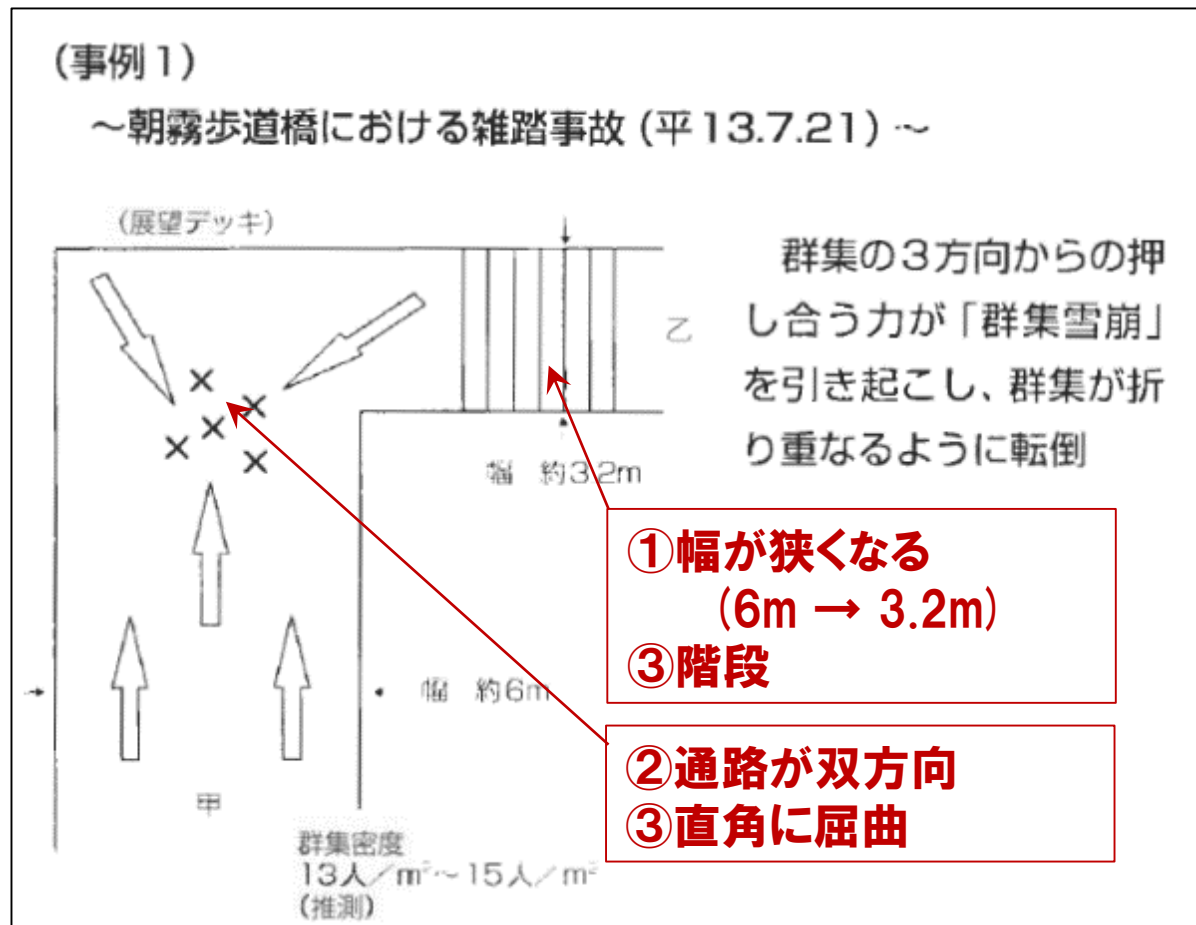 (事例1)
～朝霧歩道橋における雑踏事故 (平13.7.21) ～
(展望デッキ)
群集の3方向からの押
し合う力が「群集雪崩」
を引き起こし、群集が折
り重なるように転倒
乙
幅 約3.2m
①幅が狭くなる
(6m → 3.2m)
③階段
幅 約6m
②通路が双方向
③直角に屈曲
甲
群集密度
13人／m²～15人／m²
(推測)